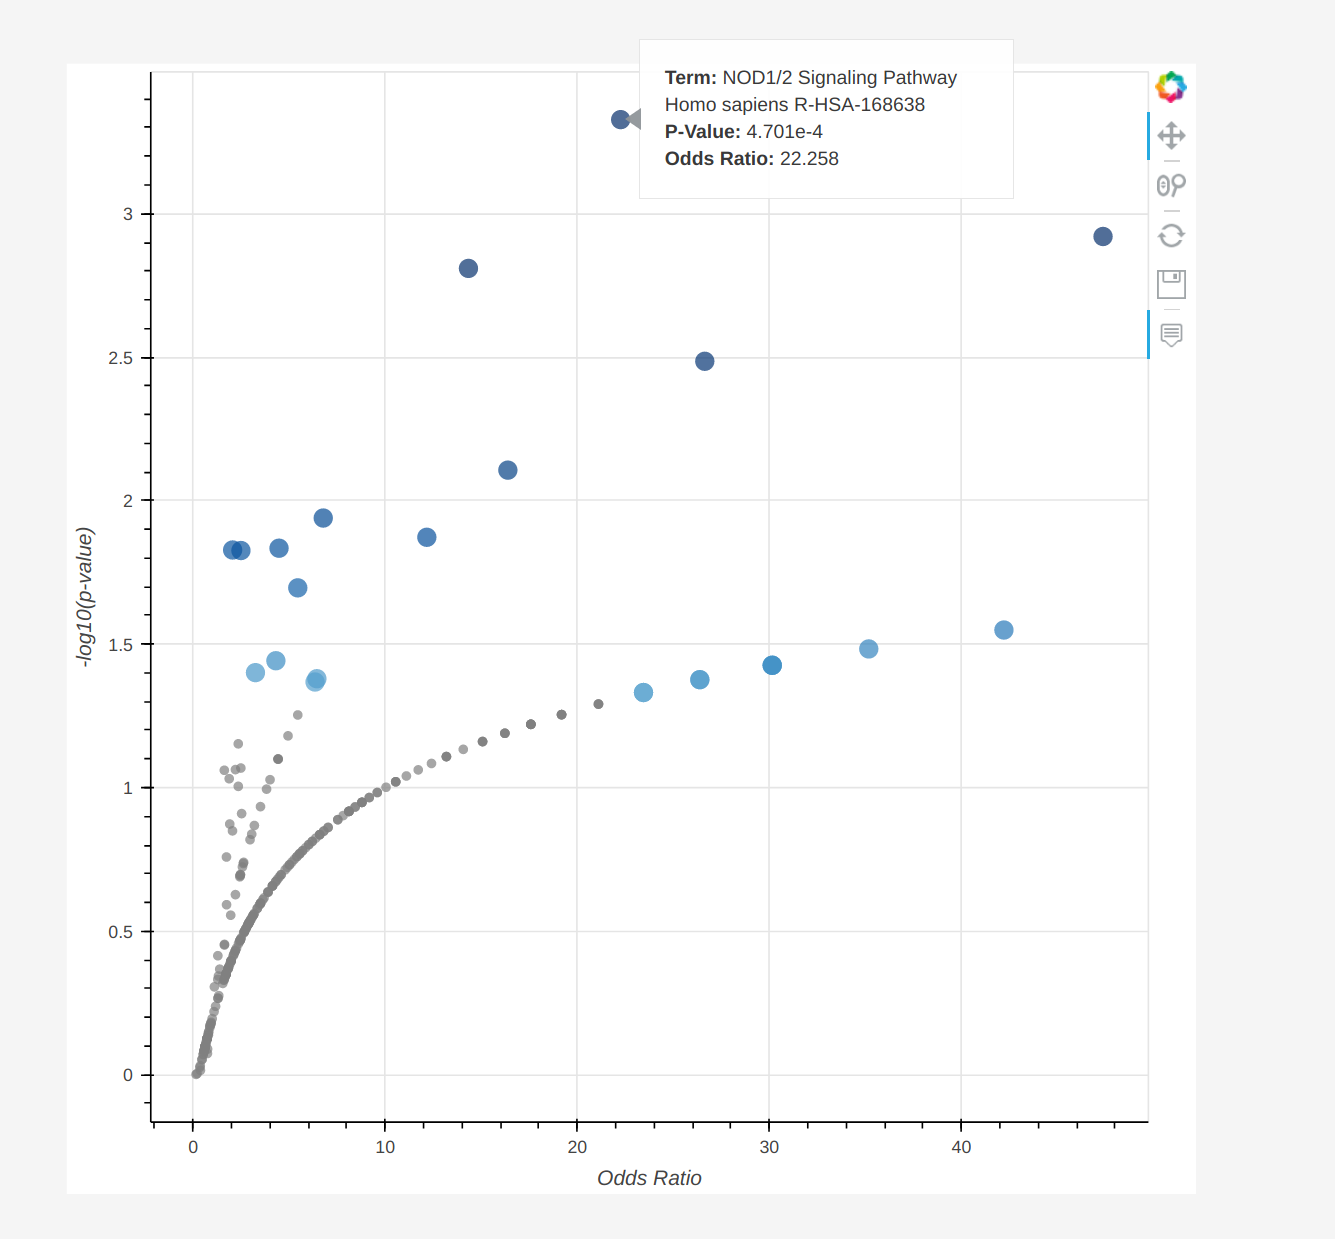 Term: NOD1/2 Signaling Pathway
Homo sapiens R-HSA-168638
P-Value: 4.701e-4
Odds Ratio: 22.258
3
2.5
2
1.5
1
0.5
0
-log10(p-value)
0 10 20 30 40
Odds Ratio